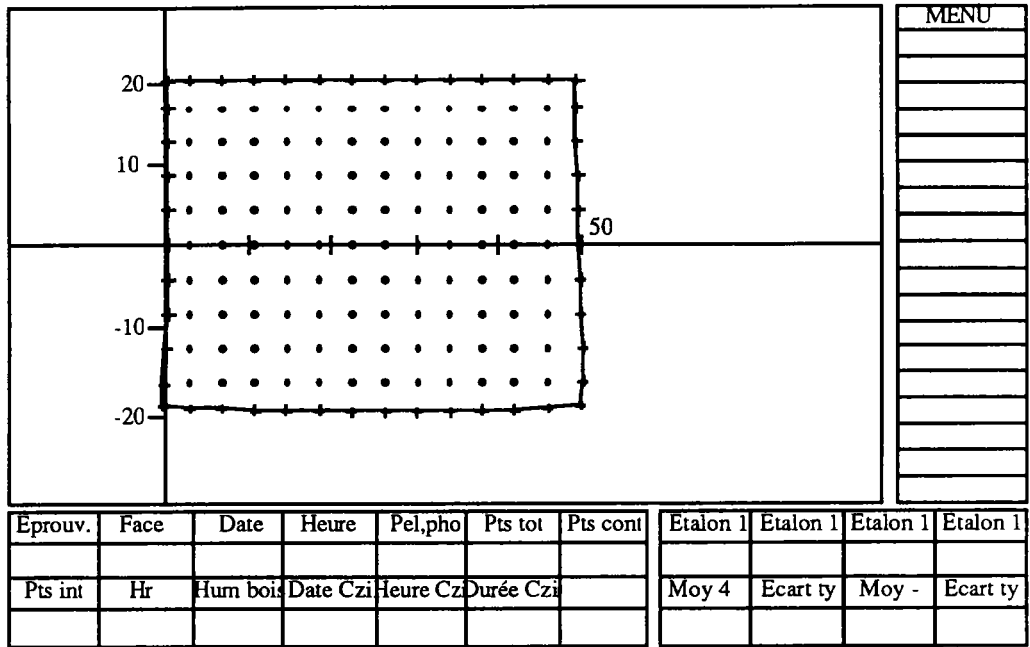 MENU
20
10
50
-10
-20
Éprouv. Face Date Heure Pel,pho Pts tot Pts cont Etalon 1 Etalon 1 Etalon 1 Etalon 1
Pts int Hr Hum bois Date Czi Heure Czi Durée Czi Moy 4 Ecart ty Moy - Ecart ty